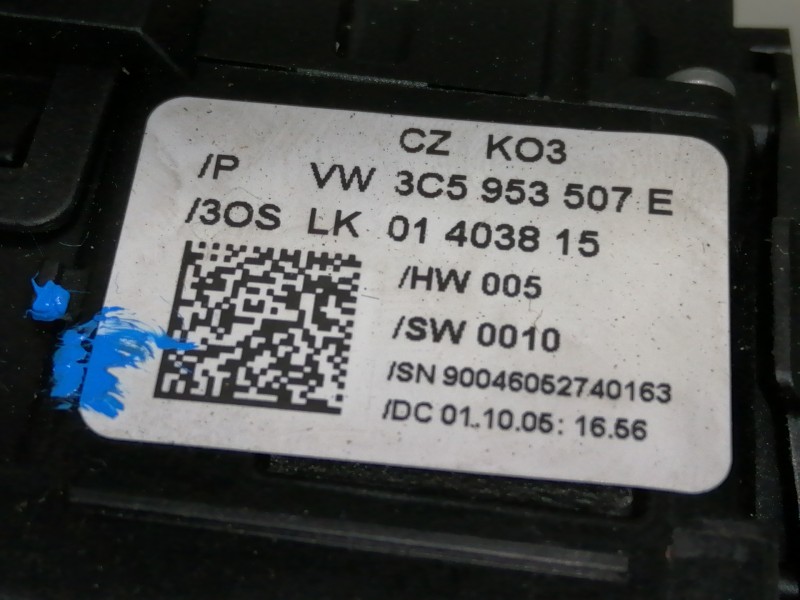 CZ KO3
/P VW 3C5 953 507 E
/3OS LK 01 4038 15
/HW 005
/SW 0010
/SN 90046052740163
/DC 01.10.05: 16.56